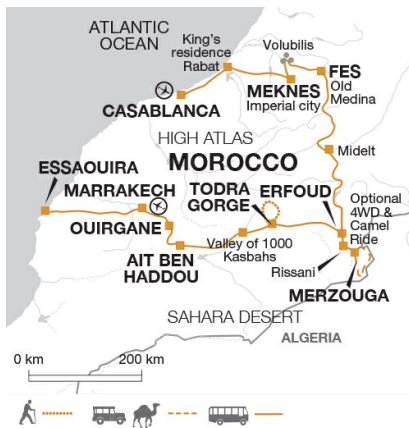 ATLANTIC
OCEAN
King's
residence
Rabat
Volubilis
FES
Old
Medina
MEKNES
Imperial city
CASABLANCA
HIGH ATLAS
Midelt
MOROCCO
ESSAOUIRA
MARRAKECH
TODRA
GORGE
ERFOUD
Optional
4WD &
Camel
Ride
OUIRGANE
Valley of 1000
Kasbahs
AIT BEN
HADDOU
Rissani
MERZOUGA
SAHARA DESERT
ALGERIA
0 km
200 km